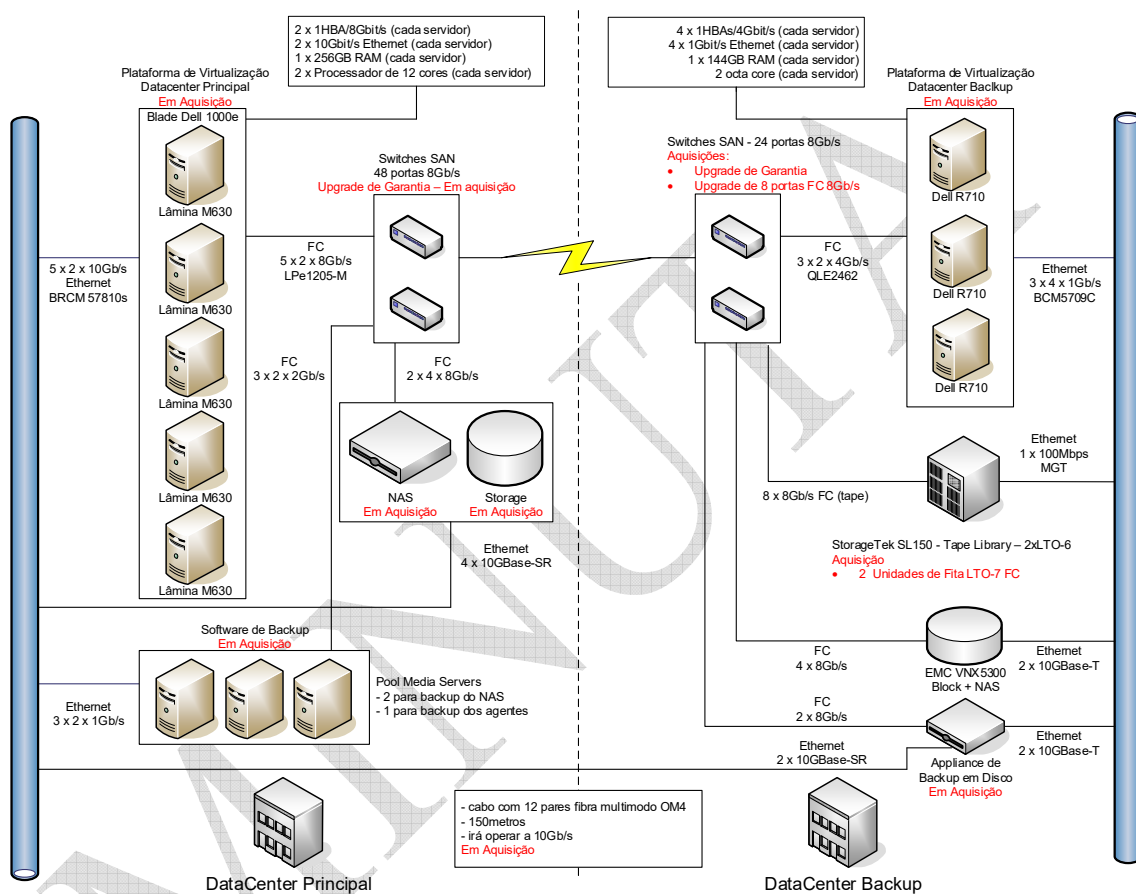 2 x 1HBA/8Gbit/s (cada servidor)
2 x 10Gbit/s Ethernet (cada servidor)
1 x 256GB RAM (cada servidor)
2 x Processador de 12 cores (cada servidor)
4 x 1HBAs/4Gbit/s (cada servidor)
4 x 1Gbit/s Ethernet (cada servidor)
1 x 144GB RAM (cada servidor)
2 octa core (cada servidor)
Plataforma de Virtualização
Datacenter Principal
Em Aquisição
Blade Dell 1000e
Lâmina M630
Lâmina M630
Lâmina M630
Lâmina M630
Lâmina M630
5 x 2 x 10Gb/s
Ethernet
BRCM 57810s
Switches SAN
48 portas 8Gb/s
Upgrade de Garantia – Em aquisição
FC
5 x 2 x 8Gb/s
LPe1205-M
FC
3 x 2 x 2Gb/s
FC
2 x 4 x 8Gb/s
NAS
Em Aquisição
Storage
Em Aquisição
Ethernet
4 x 10GBase-SR
Software de Backup
Em Aquisição
Pool Media Servers
- 2 para backup do NAS
- 1 para backup dos agentes
Ethernet
3 x 2 x 1Gb/s
Plataforma de Virtualização
Datacenter Baclkup
Em Aquisição
Dell R710
Dell R710
Dell R710
Switches SAN - 24 portas 8Gb/s
Aquisições:
• Upgrade de Garantia
• Upgrade de 8 portas FC 8Gb/s
FC
3 x 2 x 4Gb/s
QLE2462
Ethernet
3 x 4 x 1Gb/s
BCM5709C
Ethernet
1 x 100Mbps
MGT
8 x 8Gb/s FC (tape)
StorageTek SL150 - Tape Library – 2xLTO-6
Aquisição
• 2 Unidades de Fita LTO-7 FC
FC
4 x 8Gb/s
EMC VNX5300
Block + NAS
Ethernet
2 x 10GBase-T
FC
2 x 8Gb/s
Ethernet
2 x 10GBase-SR
Appliance de
Backup em Disco
Em Aquisição
Ethernet
2 x 10GBase-T
- cabo com 12 pares fibra multimodo OM4
- 150metros
- irá operar a 10Gb/s
Em Aquisição
DataCenter Principal
DataCenter Backup
MINUTA